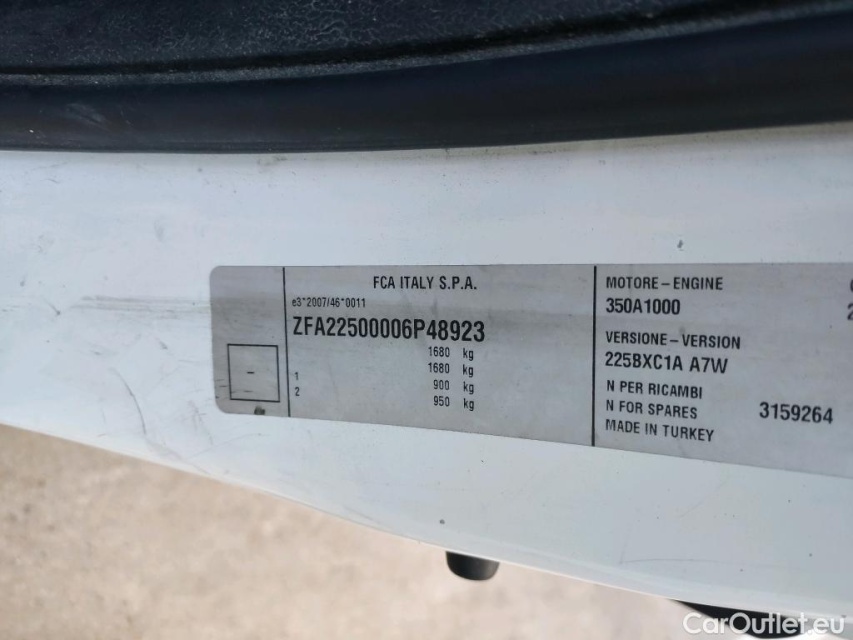 FCA ITALY S.P.A.
e3*2007/46*0011
ZFA22500006P48923
1680 kg
1680 kg
1 900 kg
2 950 kg
-
MOTORE - ENGINE
350A1000
VERSIONE - VERSION
225BXC1A A7W
N PER RICAMBI
N FOR SPARES 3159264
MADE IN TURKEY
CarOutlet.eu